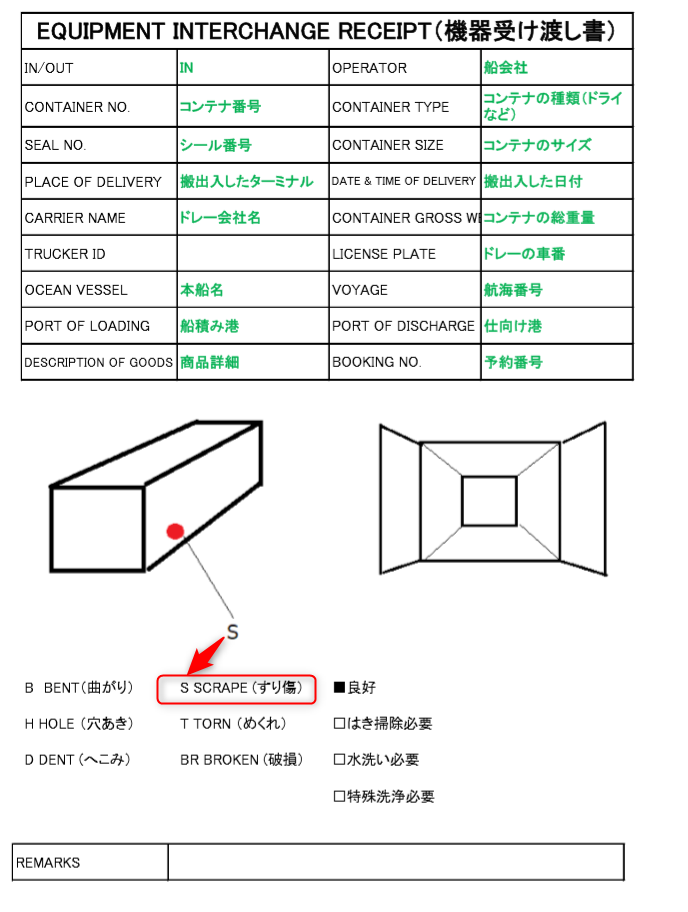 EQUIPMENT INTERCHANGE RECEIPT（機器受け渡し書）
IN/OUT IN OPERATOR 船会社
CONTAINER NO. コンテナ番号 CONTAINER TYPE コンテナの種類（ドライ
など）
SEAL NO. シール番号 CONTAINER SIZE コンテナのサイズ
PLACE OF DELIVERY 搬出入したターミナル DATE & TIME OF DELIVERY 搬出入した日付
CARRIER NAME ドレー会社名 CONTAINER GROSS WE コンテナの総重量
TRUCKER ID LICENSE PLATE ドレーの車番
OCEAN VESSEL 本船名 VOYAGE 航海番号
PORT OF LOADING 船積み港 PORT OF DISCHARGE 仕向け港
DESCRIPTION OF GOODS 商品詳細 BOOKING NO. 予約番号
S
B BENT（曲がり） S SCRAPE（すり傷） ■良好
H HOLE （穴あき） T TORN （めくれ） □はき掃除必要
D DENT（へこみ） BR BROKEN（破損） □水洗い必要
□特殊洗浄必要
REMARKS